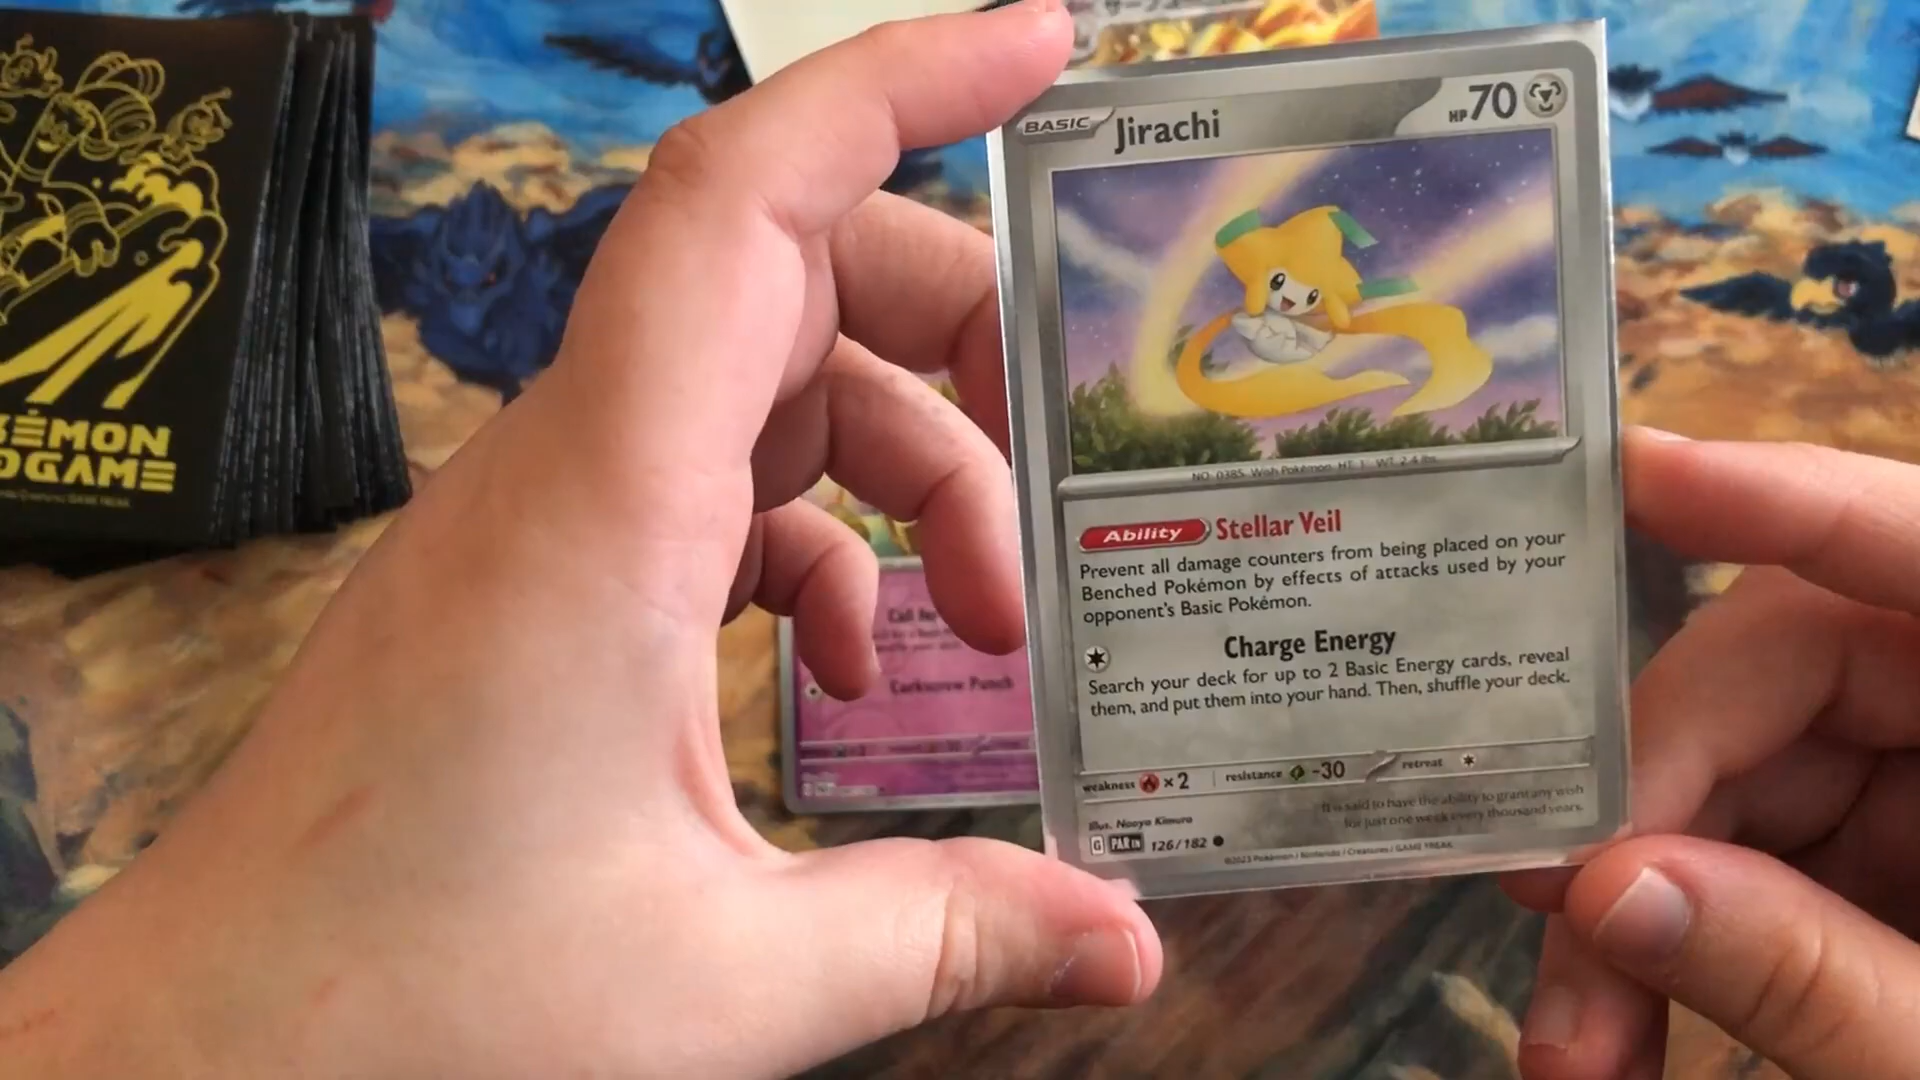 BASIC Jirachi HP 70
NO. 0385 Wish Pokémon HT: 1' WT: 2.4 lbs.
Ability Stellar Veil
Prevent all damage counters from being placed on your
Benched Pokémon by effects of attacks used by your
opponent's Basic Pokémon.
Charge Energy
Search your deck for up to 2 Basic Energy cards, reveal
them, and put them into your hand. Then, shuffle your deck.
weakness ×2 resistance -30 retreat
It is said to have the ability to grant any wish
for just one week every thousand years.
Illus. Naoyo Kimura
G PAR EN 126/182
©2023 Pokémon / Nintendo / Creatures / GAME FREAK
ÉMON
DGAME
Call for
Corkscrew Punch